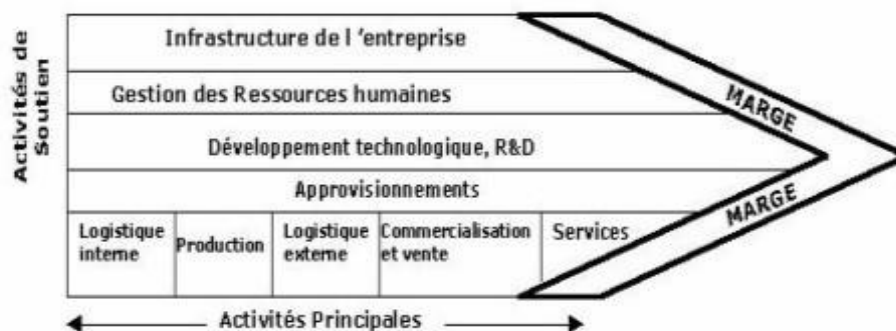 Activités de
Soutien
Infrastructure de l 'entreprise
Gestion des Ressources humaines
Développement technologique, R&D
Approvisionnements
Logistique
interne
Production
Logistique
externe
Commercialisation
et vente
Services
MARGE
MARGE
Activités Principales